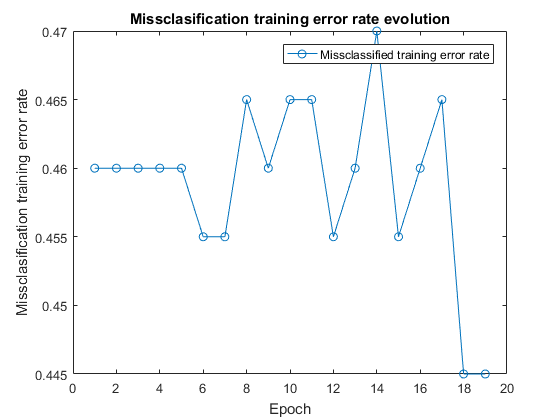 Missclasification training error rate evolution
Missclassified training error rate
Missclasification training error rate
0.47
0.465
0.46
0.455
0.45
0.445
0 2 4 6 8 10 12 14 16 18 20
Epoch